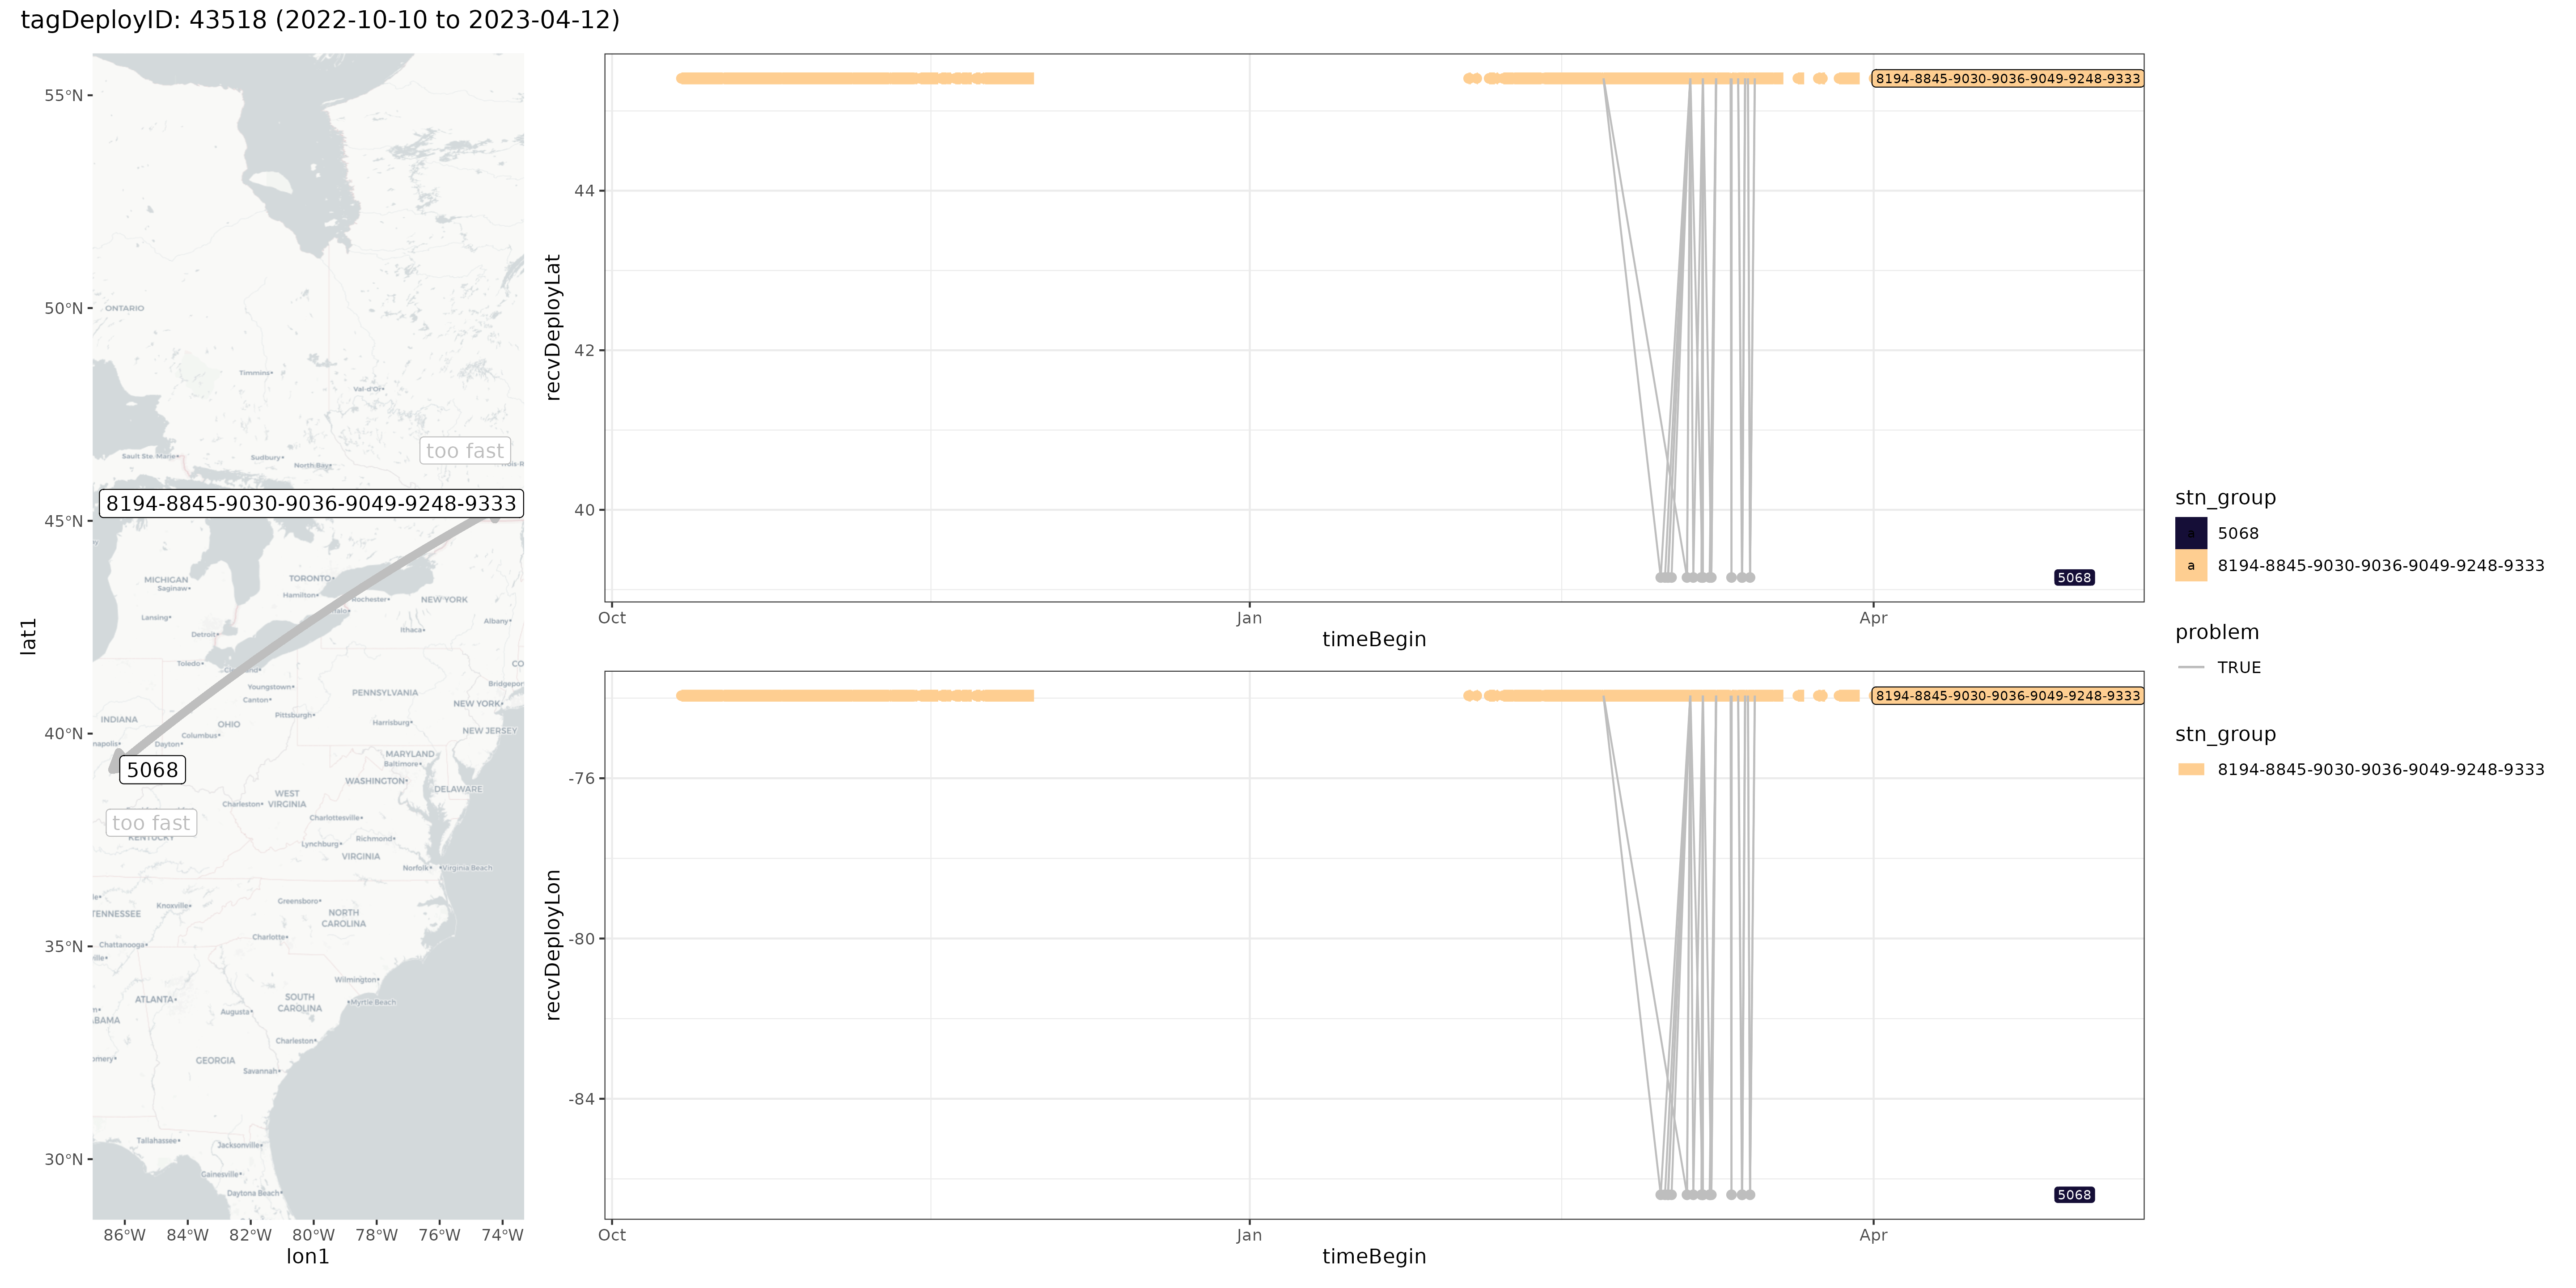 tagDeployID: 43518 (2022-10-10 to 2023-04-12)
lat1
55°N
50°N
45°N
40°N
35°N
30°N
ONTARIO
Timmins
Val-d'Or
too fast
Sault Ste. Marie
Sudbury
North Bay
8194-8845-9030-9036-9049-9248-9333
MICHIGAN
Saginaw
TORONTO
Hamilton
Rochester
NEW YORK
Lansing
Ithaca
Albany
Detroit
Toledo
Youngstown
Canton
PENNSYLVANIA
NEW YORK
INDIANA
OHIO
Pittsburgh
Harrisburg
NEW JERSEY
Columbus
Dayton
MARYLAND
Baltimore
5068
WASHINGTON
DELAWARE
WEST
VIRGINIA
Charleston
Charlottesville
too fast
KENTUCKY
Richmond
Lynchburg
VIRGINIA
Norfolk
Virginia Beach
Knoxville
Greensboro
NORTH
CAROLINA
Charlotte
Chattanooga
Wilmington
ATLANTA
SOUTH
CAROLINA
Myrtle Beach
Augusta
Charleston
GEORGIA
Savannah
Tallahassee
Jacksonville
Gainesville
Daytona Beach
86°W 84°W 82°W 80°W 78°W 76°W 74°W
lon1
recvDeployLat
44
42
40
8194-8845-9030-9036-9049-9248-9333
5068
Oct Jan Apr
timeBegin
recvDeployLon
-76
-80
-84
8194-8845-9030-9036-9049-9248-9333
5068
Oct Jan Apr
timeBegin
stn_group
a 5068
a 8194-8845-9030-9036-9049-9248-9333
problem
TRUE
stn_group
8194-8845-9030-9036-9049-9248-9333